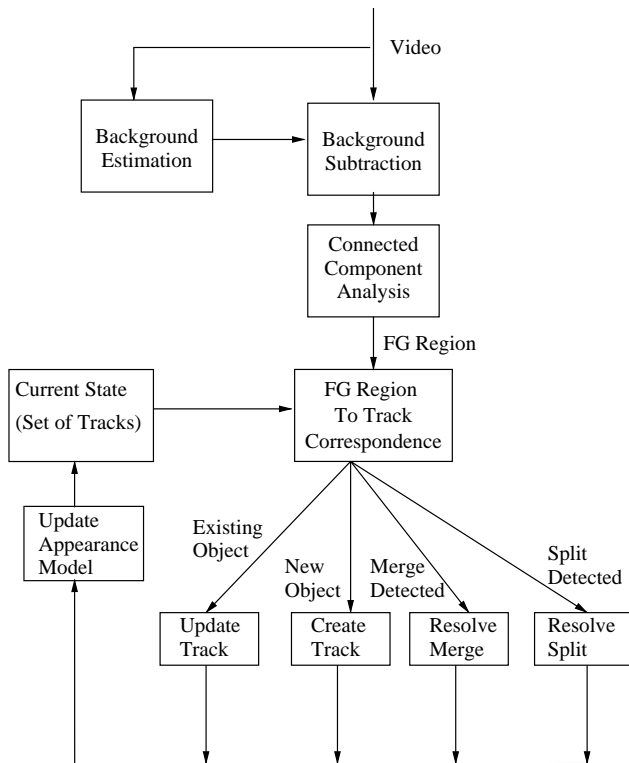 Video
Background
Estimation
Background
Subtraction
Connected
Component
Analysis
FG Region
Current State
(Set of Tracks)
FG Region
To Track
Correspondence
Update
Appearance
Model
Existing
Object
New
Object
Merge
Detected
Split
Detected
Update
Track
Create
Track
Resolve
Merge
Resolve
Split